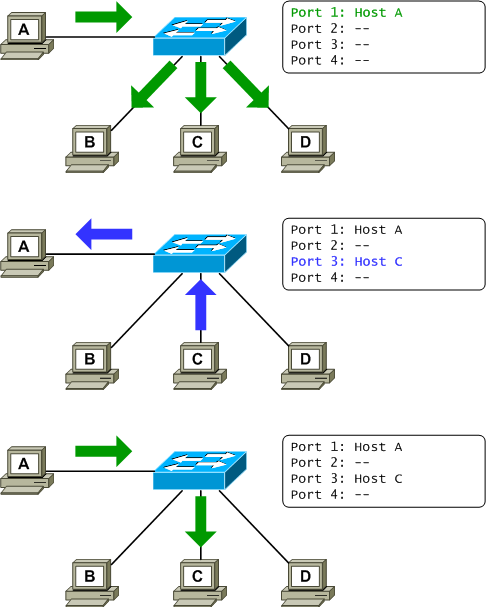 A
Port 1: Host A
Port 2: --
Port 3: --
Port 4: --
B
C
D
A
Port 1: Host A
Port 2: --
Port 3: Host C
Port 4: --
B
C
D
A
Port 1: Host A
Port 2: --
Port 3: Host C
Port 4: --
B
C
D